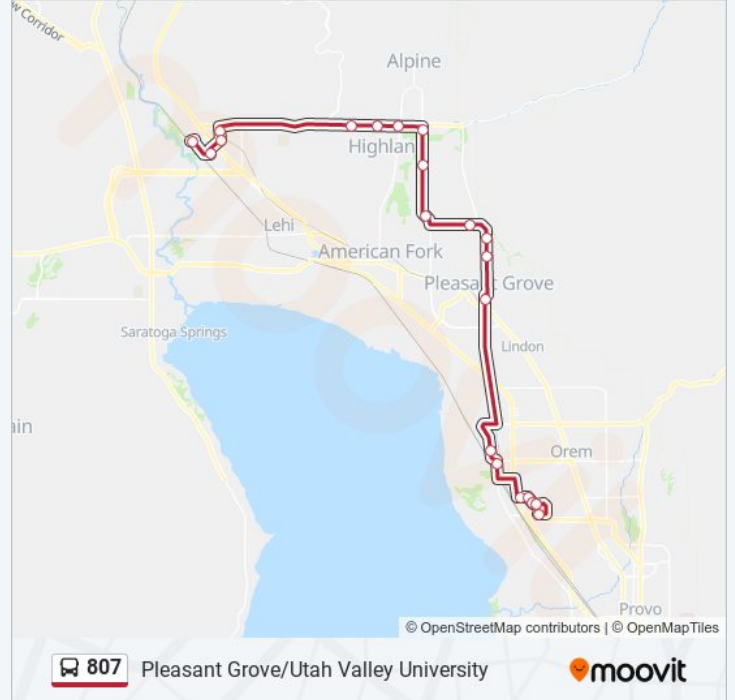 w Corridor
Alpine
Highlan
Lehi
American Fork
Pleasant Grove
Saratoga Springs
Lindon
ain
Orem
Provo
© OpenStreetMap contributors | © OpenMapTiles
807 Pleasant Grove/Utah Valley University moovit